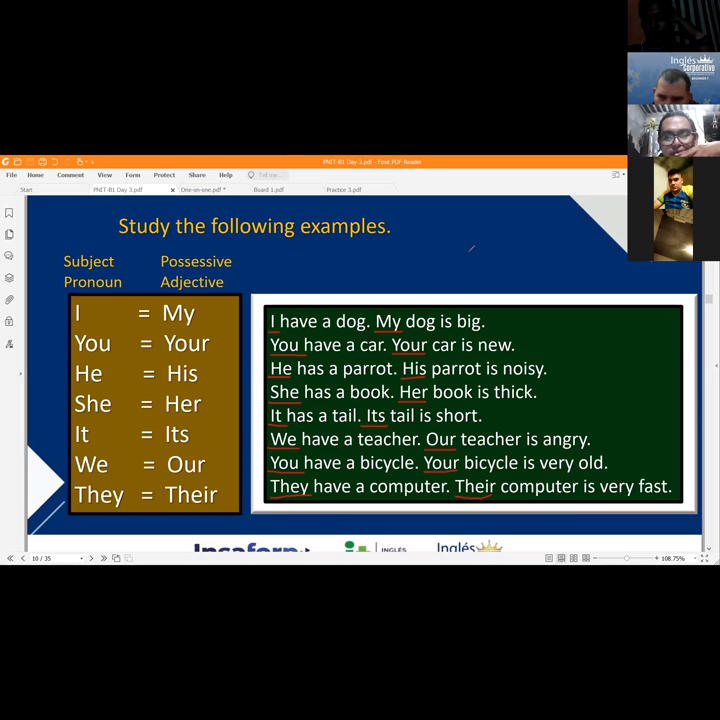 Inglés
Corporativo
PNIT-B1 Day 3.pdf - Foxit PDF Reader
File Home Comment View Form Protect Share Help Tell me...
Start PNIT-B1 Day 3.pdf One-on-one.pdf * Board 1.pdf Practice 3.pdf
Study the following examples.
Subject Possessive
Pronoun Adjective
I = My
You = Your
He = His
She = Her
It = Its
We = Our
They = Their
I have a dog. My dog is big.
You have a car. Your car is new.
He has a parrot. His parrot is noisy.
She has a book. Her book is thick.
It has a tail. Its tail is short.
We have a teacher. Our teacher is angry.
You have a bicycle. Your bicycle is very old.
They have a computer. Their computer is very fast.
Insaforp INGLÉS Inglés
10 / 35 108.75%